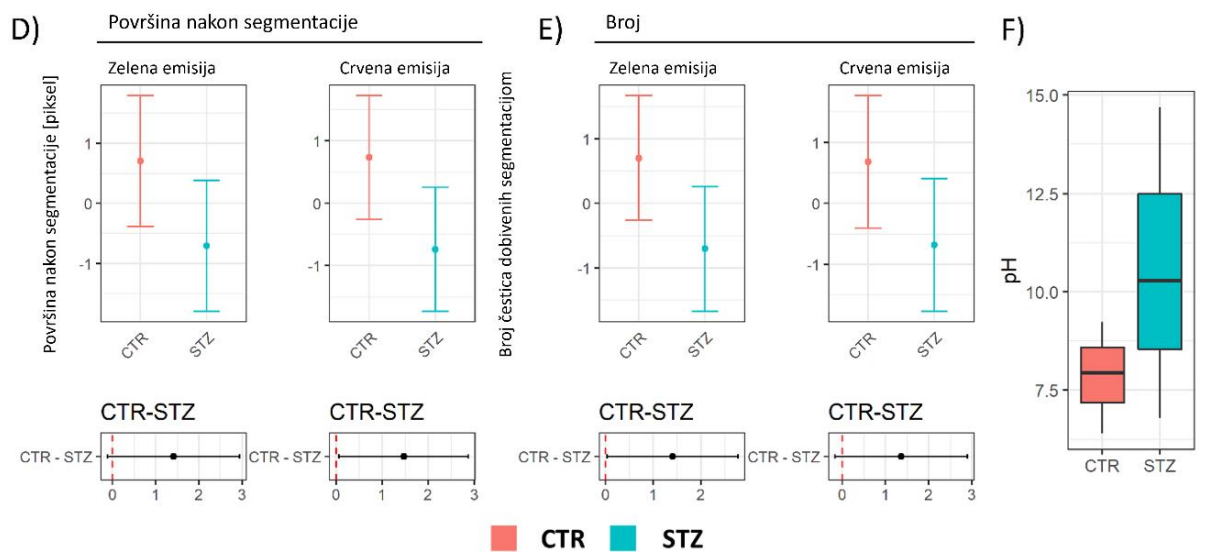 D)
Površina nakon segmentacije
Zelena emisija
Crvena emisija
Površina nakon segmentacije [piksel]
1
0
-1
CTR
STZ
1
0
-1
CTR
STZ
CTR-STZ
CTR - STZ
0
1
2
3
CTR-STZ
CTR - STZ
0
1
2
3
E)
Broj
Zelena emisija
Crvena emisija
Broj čestica dobivenih segmentacijom
1
0
-1
CTR
STZ
1
0
-1
CTR
STZ
CTR-STZ
CTR - STZ
0
1
2
CTR-STZ
CTR - STZ
0
1
2
3
F)
pH
15.0
12.5
10.0
7.5
CTR
STZ
CTR
STZ